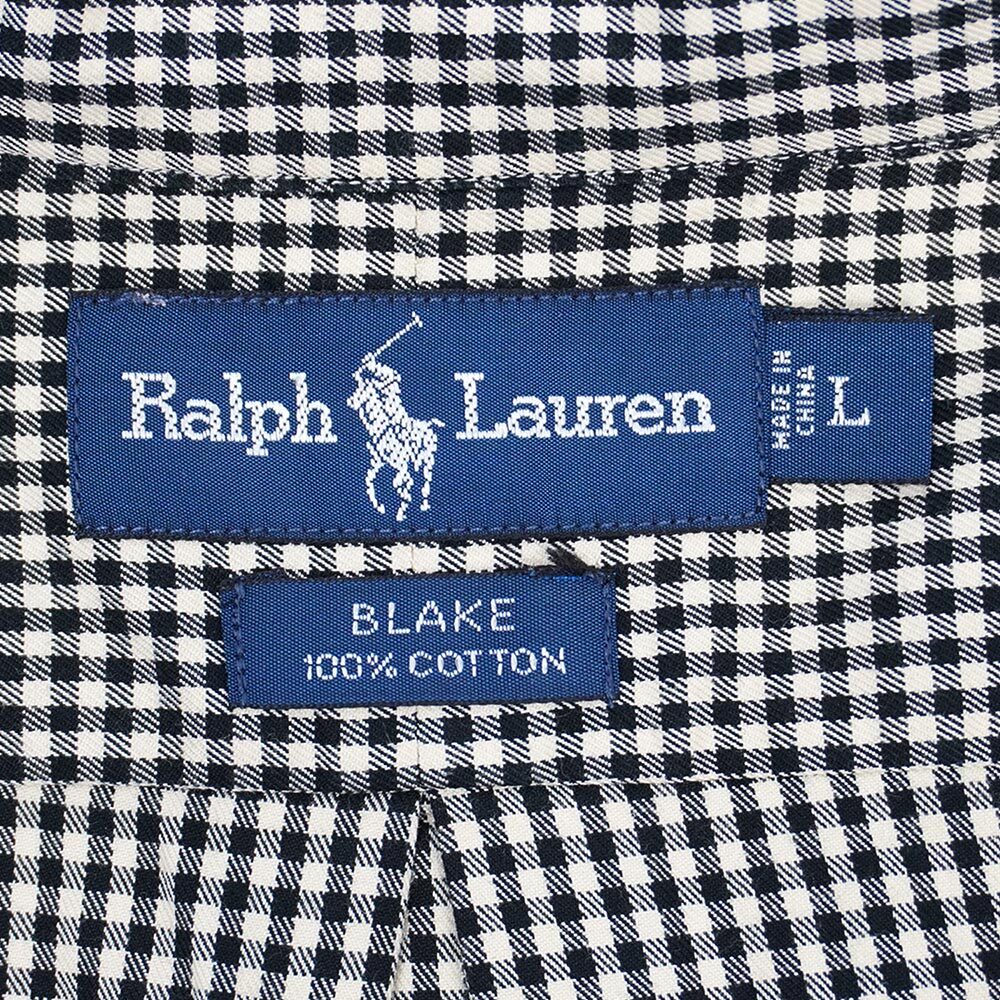 Ralph Lauren
MADE IN
CHINA
L
BLAKE
100% COTTON